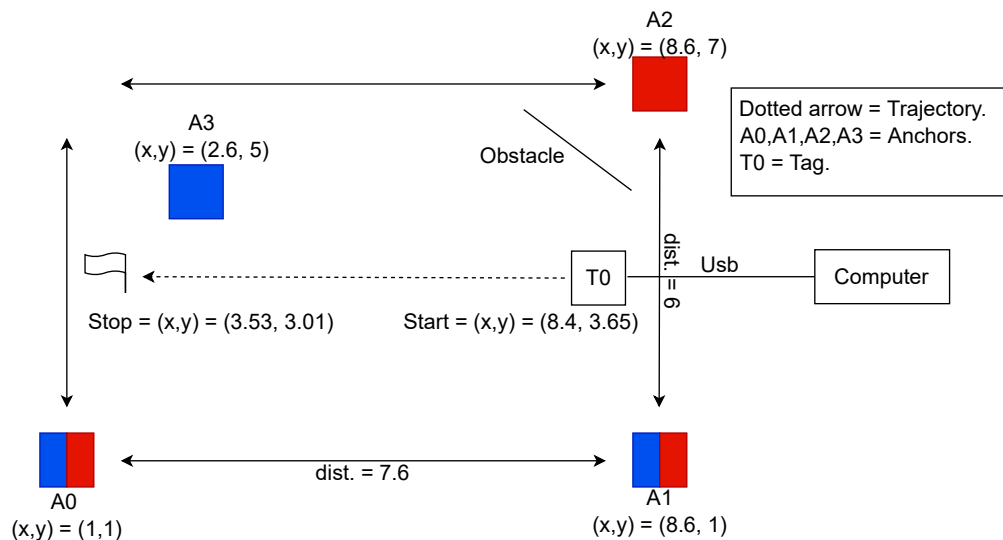 A2
(x,y) = (8.6, 7)
Dotted arrow = Trajectory.
A0,A1,A2,A3 = Anchors.
T0 = Tag.
A3
(x,y) = (2.6, 5)
Obstacle
dist. = 6
Usb
T0
Computer
Stop = (x,y) = (3.53, 3.01)
Start = (x,y) = (8.4, 3.65)
dist. = 7.6
A0
(x,y) = (1,1)
A1
(x,y) = (8.6, 1)